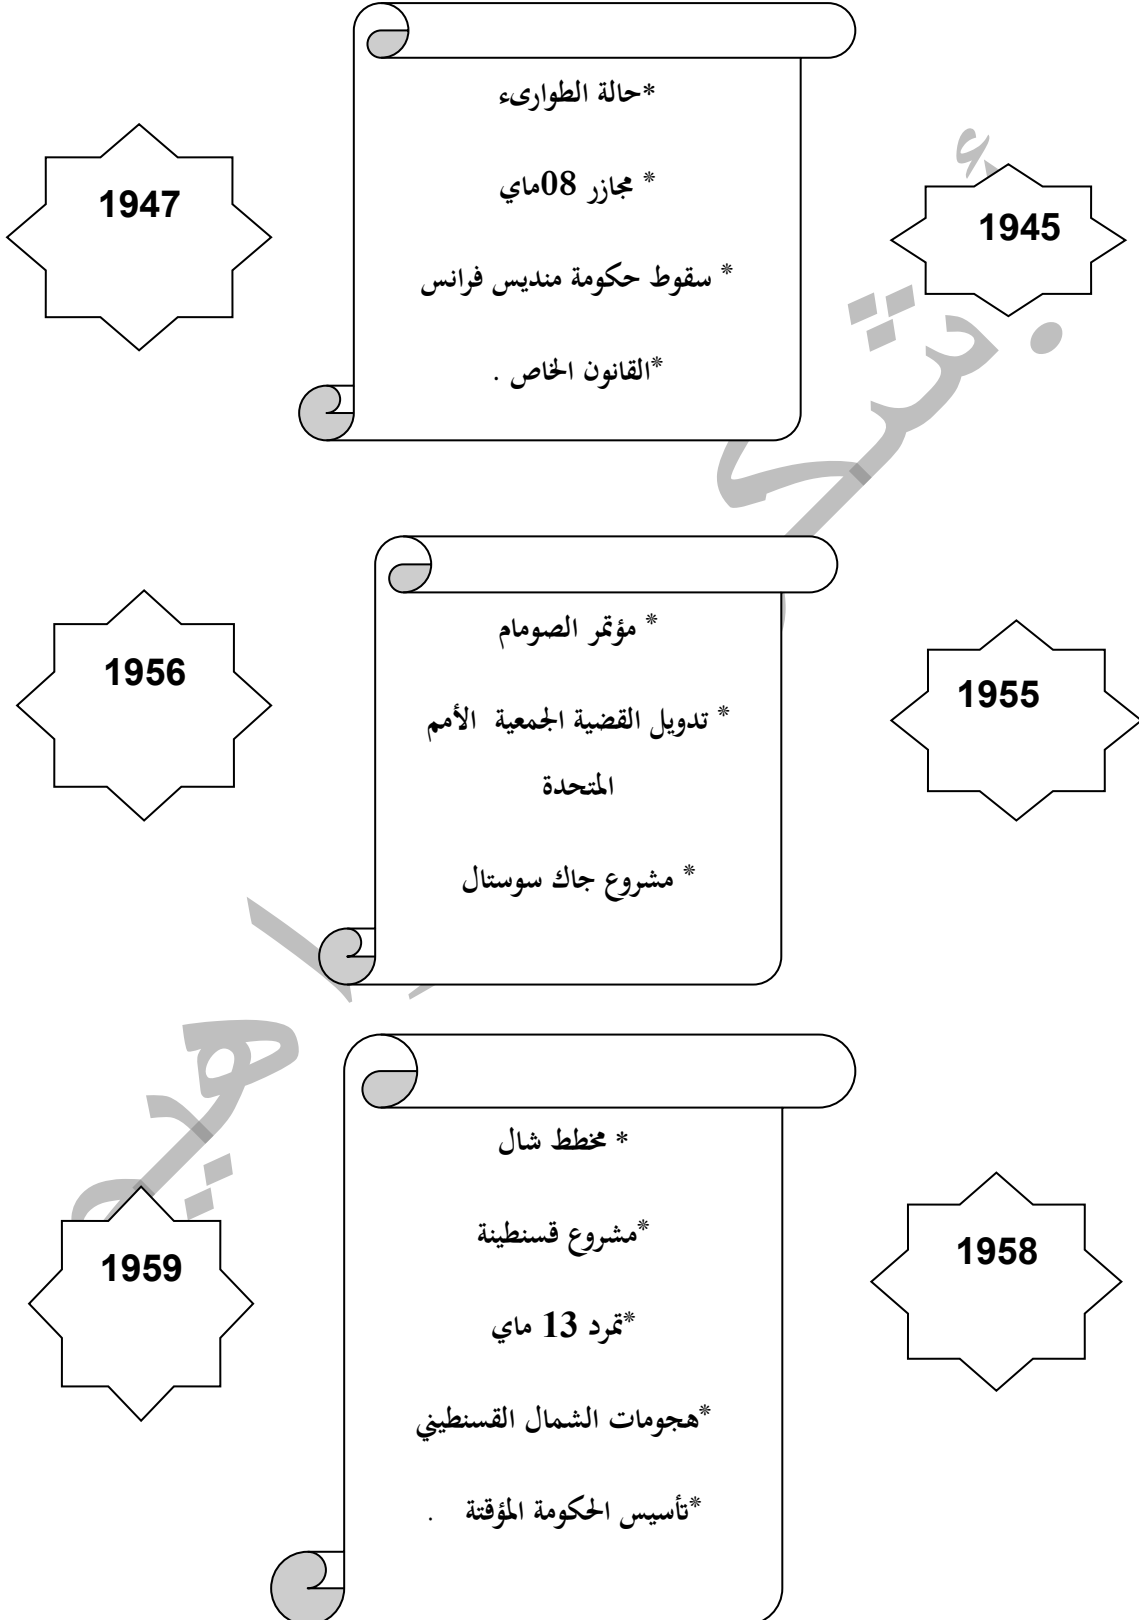 *حالة الطوارىء
1947
* مجازر 08ماي
1945
* سقوط حكومة منديس فرانس
*القانون الخاص .
* مؤتمر الصومام
1956
1955
* تدويل القضية الجمعية الأمم
المتحدة
* مشروع جاك سوستال
* مخطط شال
*مشروع قسنطينة
1959
1958
*تمرد 13 ماي
*هجومات الشمال القسنطيني
*تأسيس الحكومة المؤقتة .